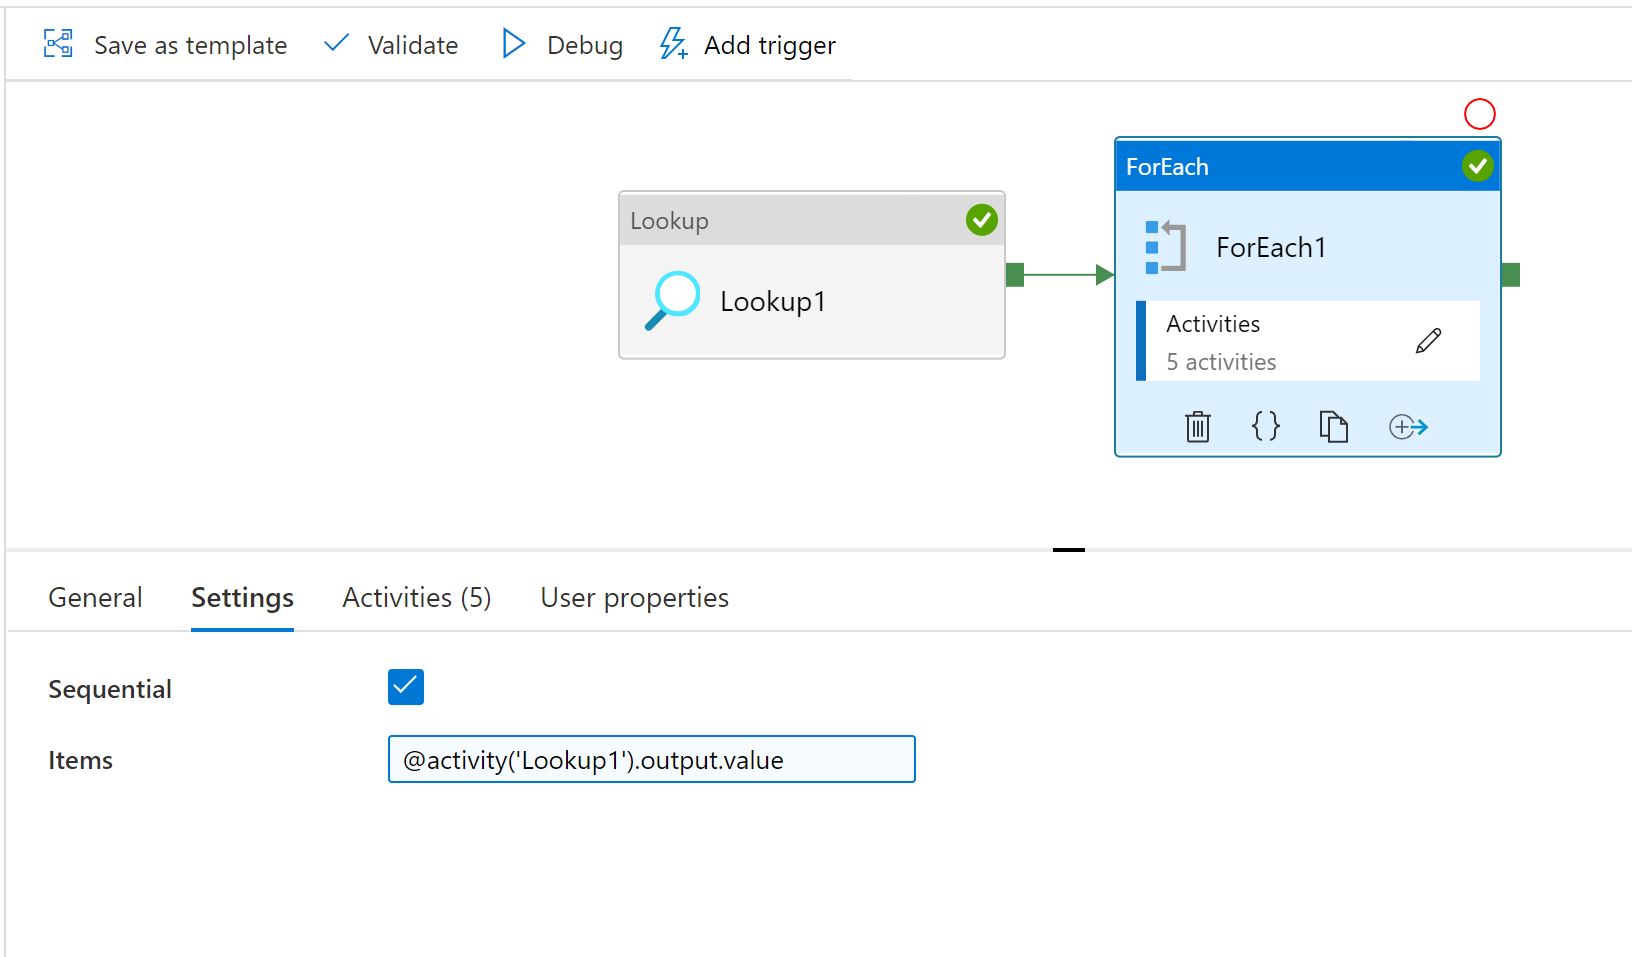 Save as template Validate Debug Add trigger
Lookup
Lookup1
ForEach
ForEach1
Activities
5 activities
General Settings Activities (5) User properties
Sequential
Items @activity('Lookup1').output.value